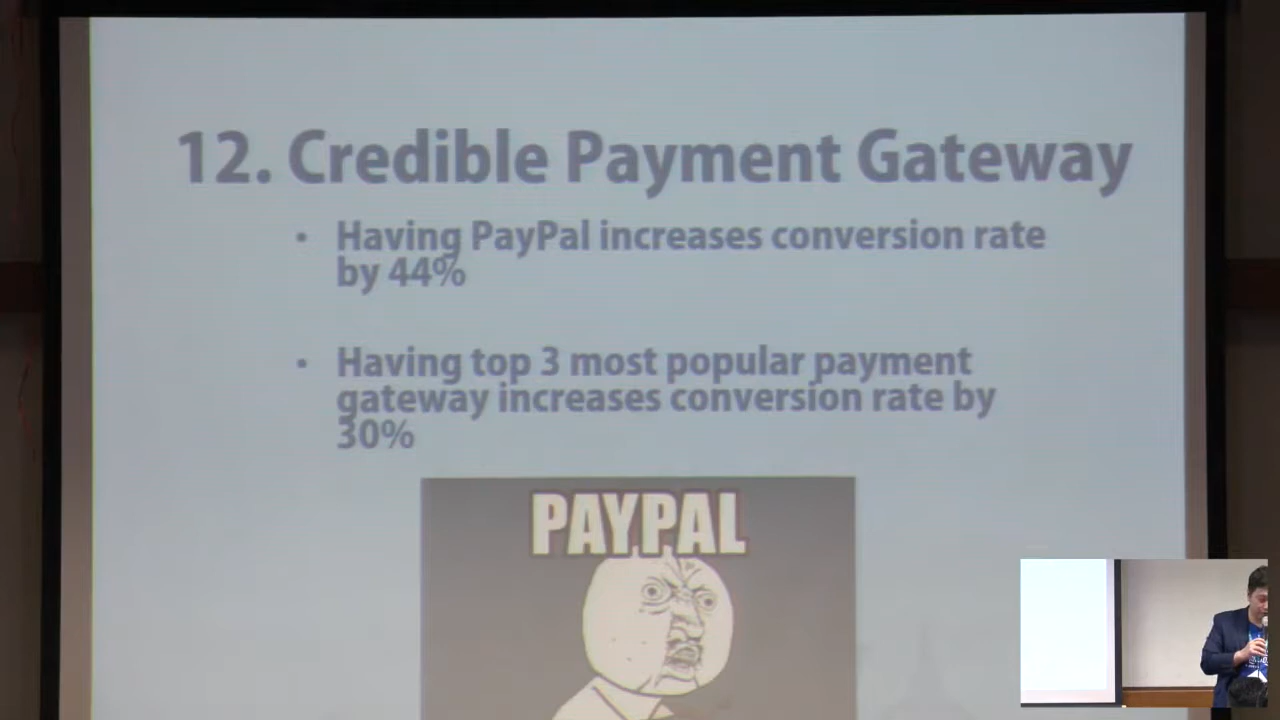 12. Credible Payment Gateway
• Having PayPal increases conversion rate
by 44%
• Having top 3 most popular payment
gateway increases conversion rate by
30%
PAYPAL